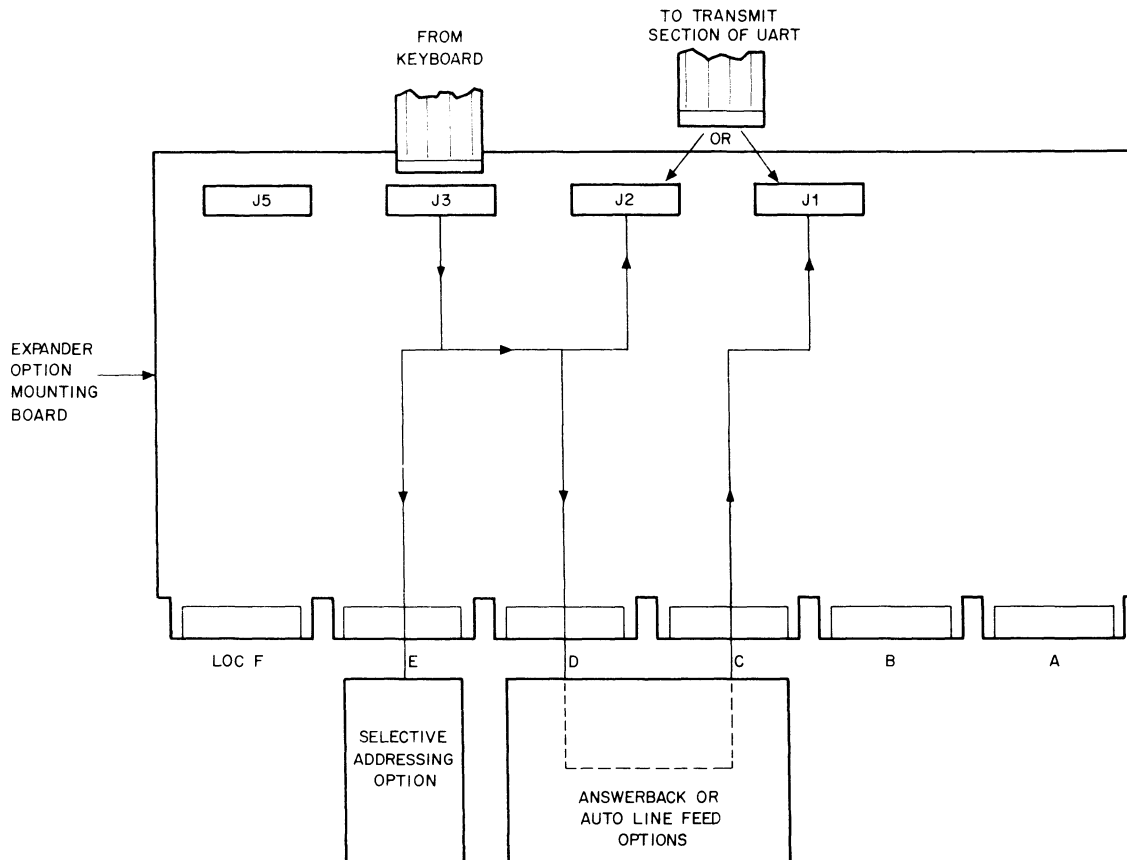 FROM
KEYBOARD
TO TRANSMIT
SECTION OF UART
OR
J5
J3
J2
J1
EXPANDER
OPTION
MOUNTING
BOARD
LOC F
E
D
C
B
A
SELECTIVE
ADDRESSING
OPTION
ANSWERBACK OR
AUTO LINE FEED
OPTIONS